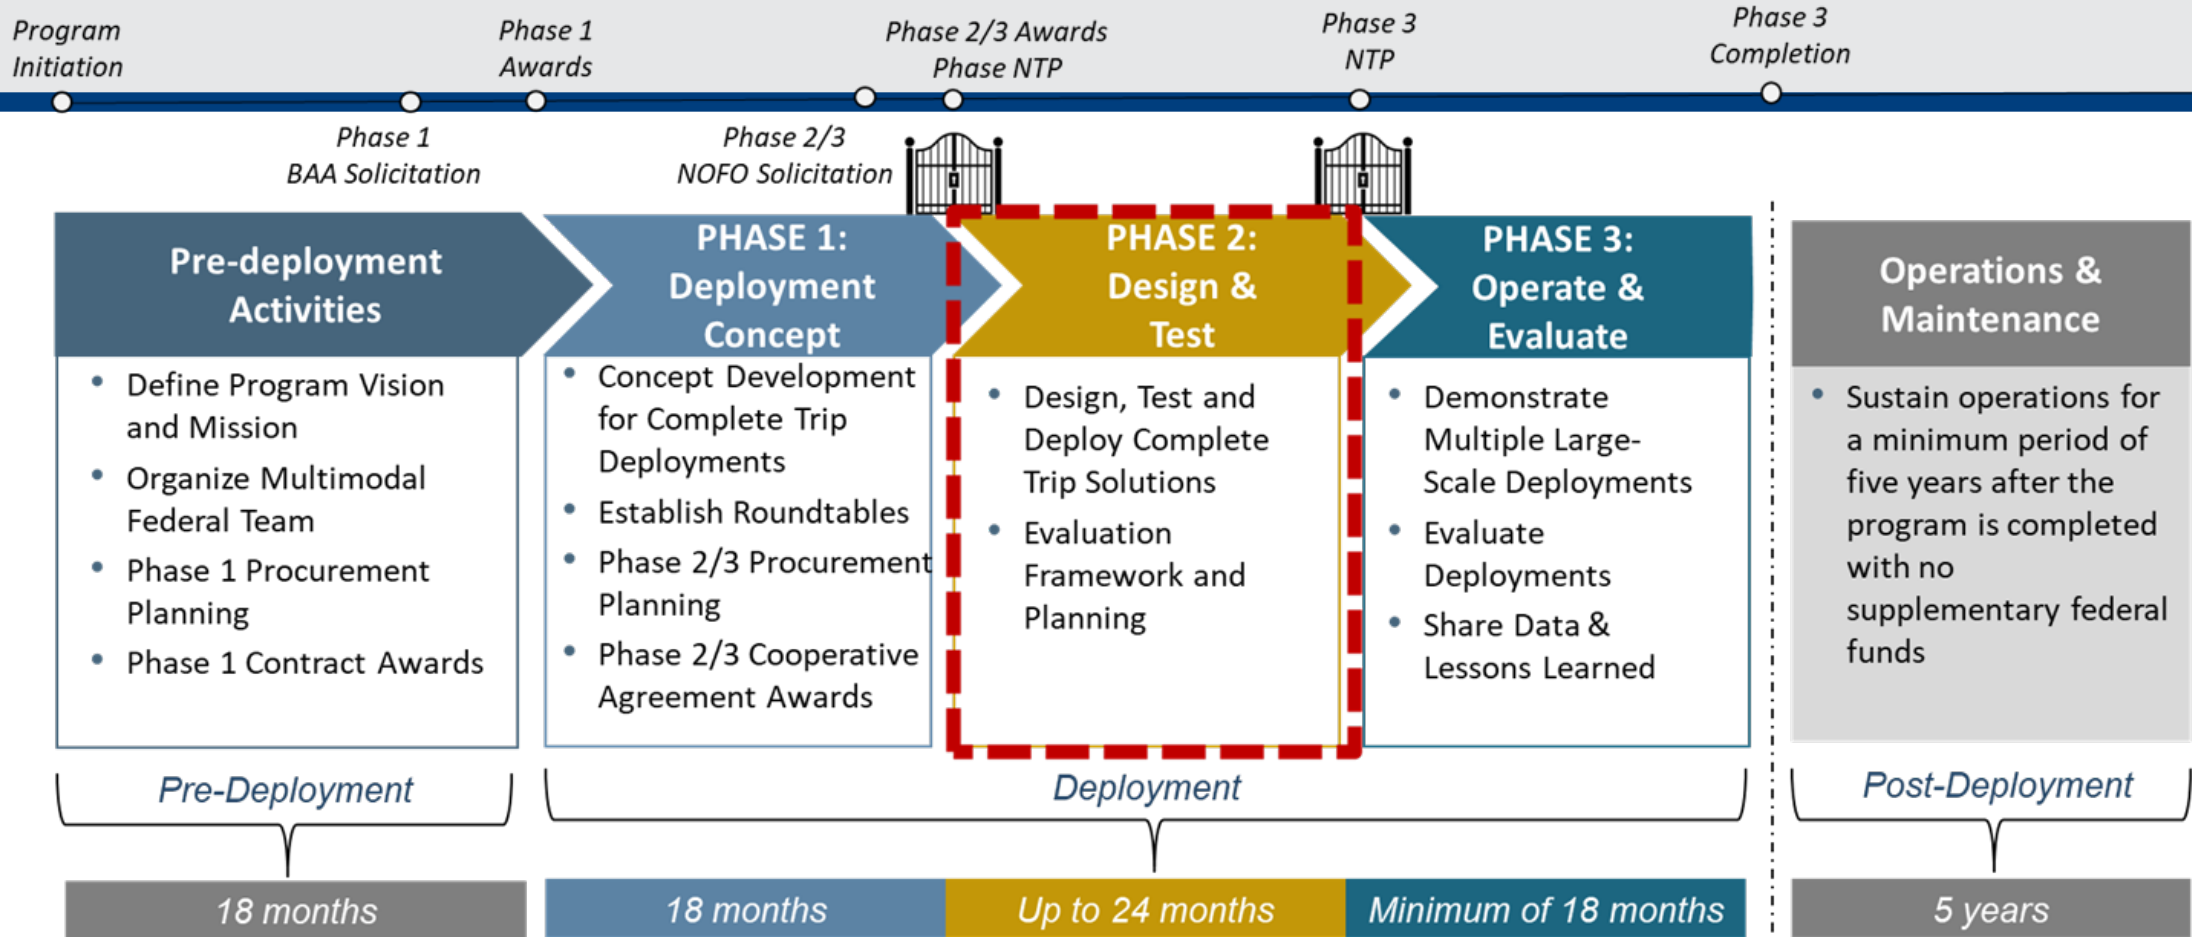 Program
Initiation
Phase 1
Awards
Phase 2/3 Awards
Phase NTP
Phase 3
NTP
Phase 3
Completion
Phase 1
BAA Solicitation
Phase 2/3
NOFO Solicitation
Pre-deployment
Activities
• Define Program Vision
and Mission
• Organize Multimodal
Federal Team
• Phase 1 Procurement
Planning
• Phase 1 Contract Awards
PHASE 1:
Deployment
Concept
• Concept Development
for Complete Trip
Deployments
• Establish Roundtables
• Phase 2/3 Procurement
Planning
• Phase 2/3 Cooperative
Agreement Awards
PHASE 2:
Design &
Test
• Design, Test and
Deploy Complete
Trip Solutions
• Evaluation
Framework and
Planning
PHASE 3:
Operate &
Evaluate
• Demonstrate
Multiple Large-
Scale Deployments
• Evaluate
Deployments
• Share Data &
Lessons Learned
Operations &
Maintenance
• Sustain operations for
a minimum period of
five years after the
program is completed
with no
supplementary federal
funds
Pre-Deployment
Deployment
Post-Deployment
18 months
18 months
Up to 24 months
Minimum of 18 months
5 years